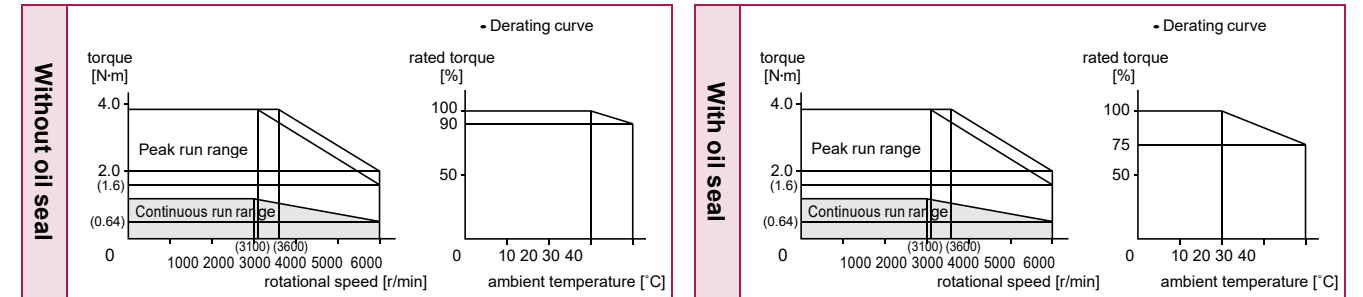 Without oil seal
• Derating curve
torque
[N·m]
4.0
Peak run range
2.0
(1.6)
Continuous run range
(0.64)
0
(3100) (3600)
1000 2000 3000 4000 5000 6000
rotational speed [r/min]
rated torque
[%]
100
90
50
0
10 20 30 40
ambient temperature [˚C]
With oil seal
• Derating curve
torque
[N·m]
4.0
Peak run range
2.0
(1.6)
Continuous run range
(0.64)
0
(3100) (3600)
1000 2000 3000 4000 5000 6000
rotational speed [r/min]
rated torque
[%]
100
75
50
0
10 20 30 40
ambient temperature [˚C]